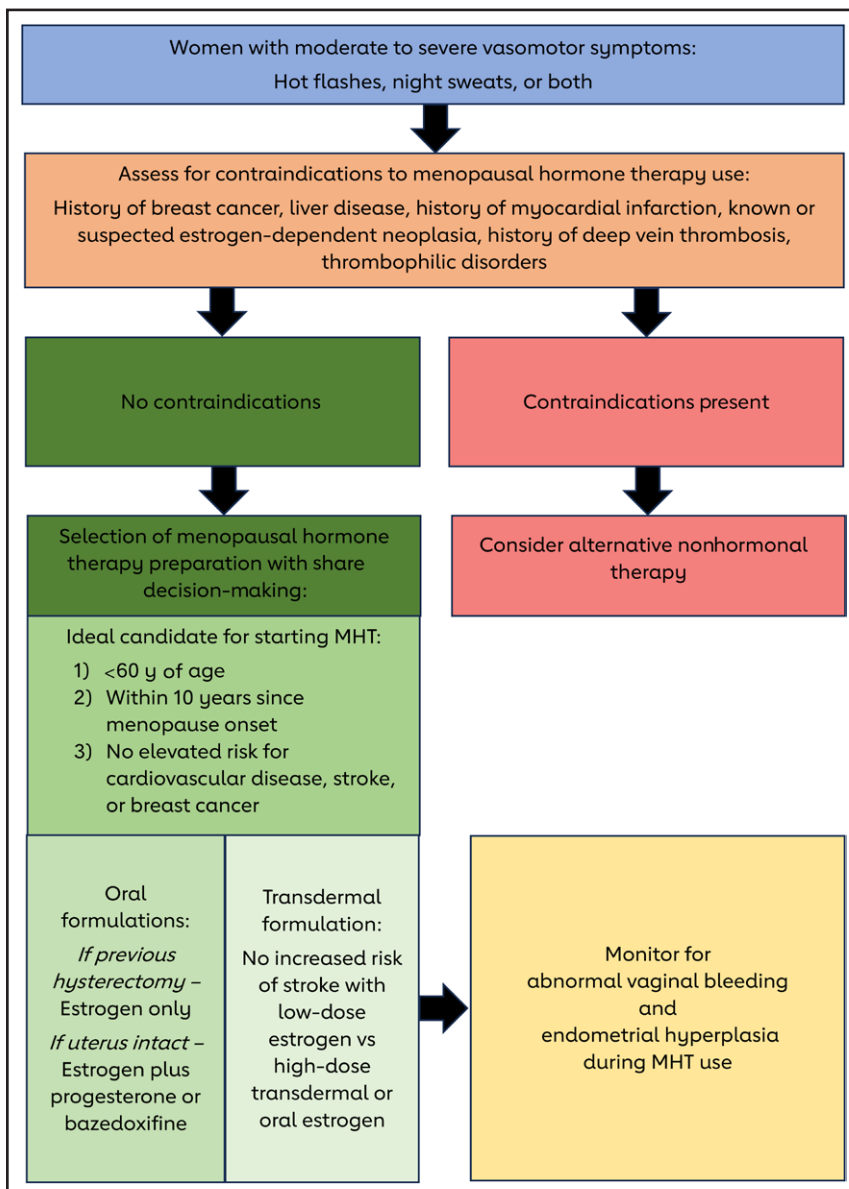 Women with moderate to severe vasomotor symptoms:
Hot flashes, night sweats, or both
Assess for contraindications to menopausal hormone therapy use:
History of breast cancer, liver disease, history of myocardial infarction, known or
suspected estrogen-dependent neoplasia, history of deep vein thrombosis,
thrombophilic disorders
No contraindications
Contraindications present
Selection of menopausal hormone
therapy preparation with share
decision-making:
Consider alternative nonhormonal
therapy
Ideal candidate for starting MHT:
1) <60 y of age
2) Within 10 years since
menopause onset
3) No elevated risk for
cardiovascular disease, stroke,
or breast cancer
Oral
formulations:
If previous
hysterectomy –
Estrogen only
If uterus intact –
Estrogen plus
progesterone or
bazedoxifine
Transdermal
formulation:
No increased risk
of stroke with
low-dose
estrogen vs
high-dose
transdermal or
oral estrogen
Monitor for
abnormal vaginal bleeding
and
endometrial hyperplasia
during MHT use